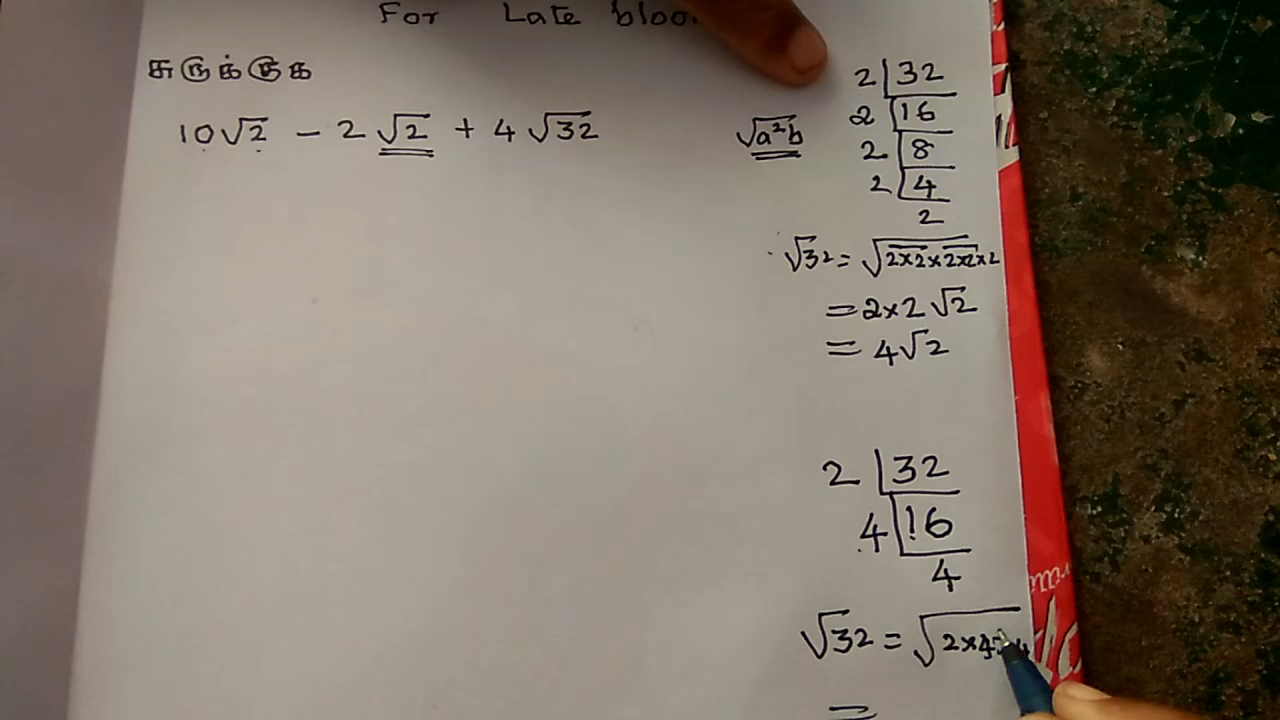 For Late
சுருக்குக
10√2 – 2√2 + 4√32
√a²b
2 | 32
2 | 16
2 | 8
2 | 4
2
√32 = √2×2×2×2×2
= 2×2√2
= 4√2
2 | 32
4 | 16
4
√32 = √2×4×4
=